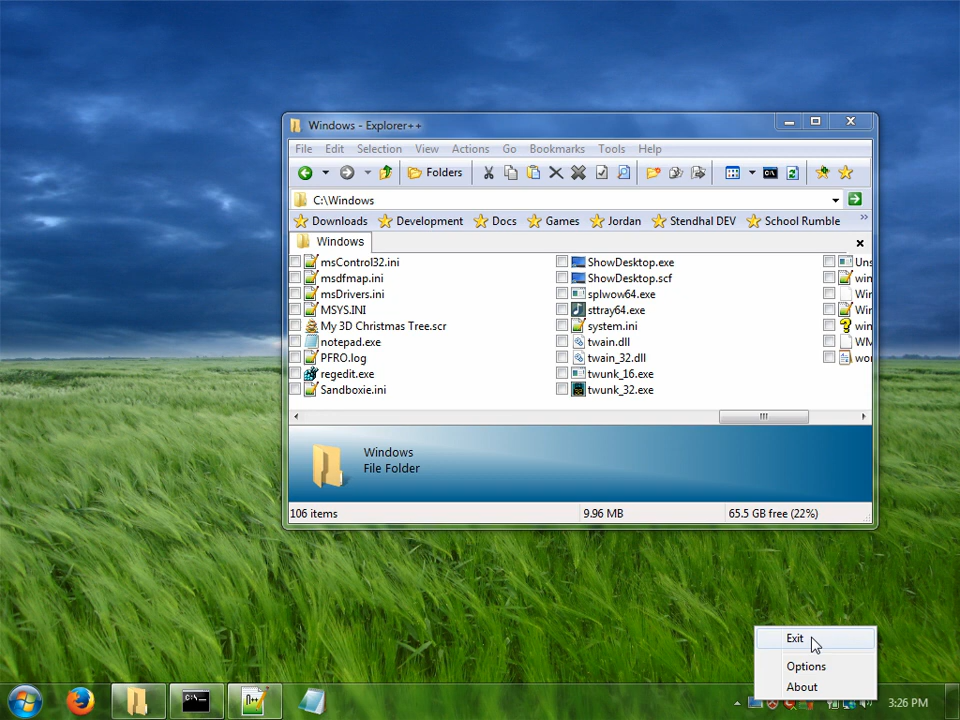 Windows - Explorer++
File Edit Selection View Actions Go Bookmarks Tools Help
Folders
C:\Windows
Downloads Development Docs Games Jordan Stendhal DEV School Rumble
Windows
msControl32.ini
msdfmap.ini
msDrivers.ini
MSYS.INI
My 3D Christmas Tree.scr
notepad.exe
PFRO.log
regedit.exe
Sandboxie.ini
ShowDesktop.exe
ShowDesktop.scf
splwow64.exe
sttray64.exe
system.ini
twain.dll
twain_32.dll
twunk_16.exe
twunk_32.exe
Uns
win
Win
Win
win
WM
Windows
File Folder
106 items 9.96 MB 65.5 GB free (22%)
Exit
Options
About
3:26 PM